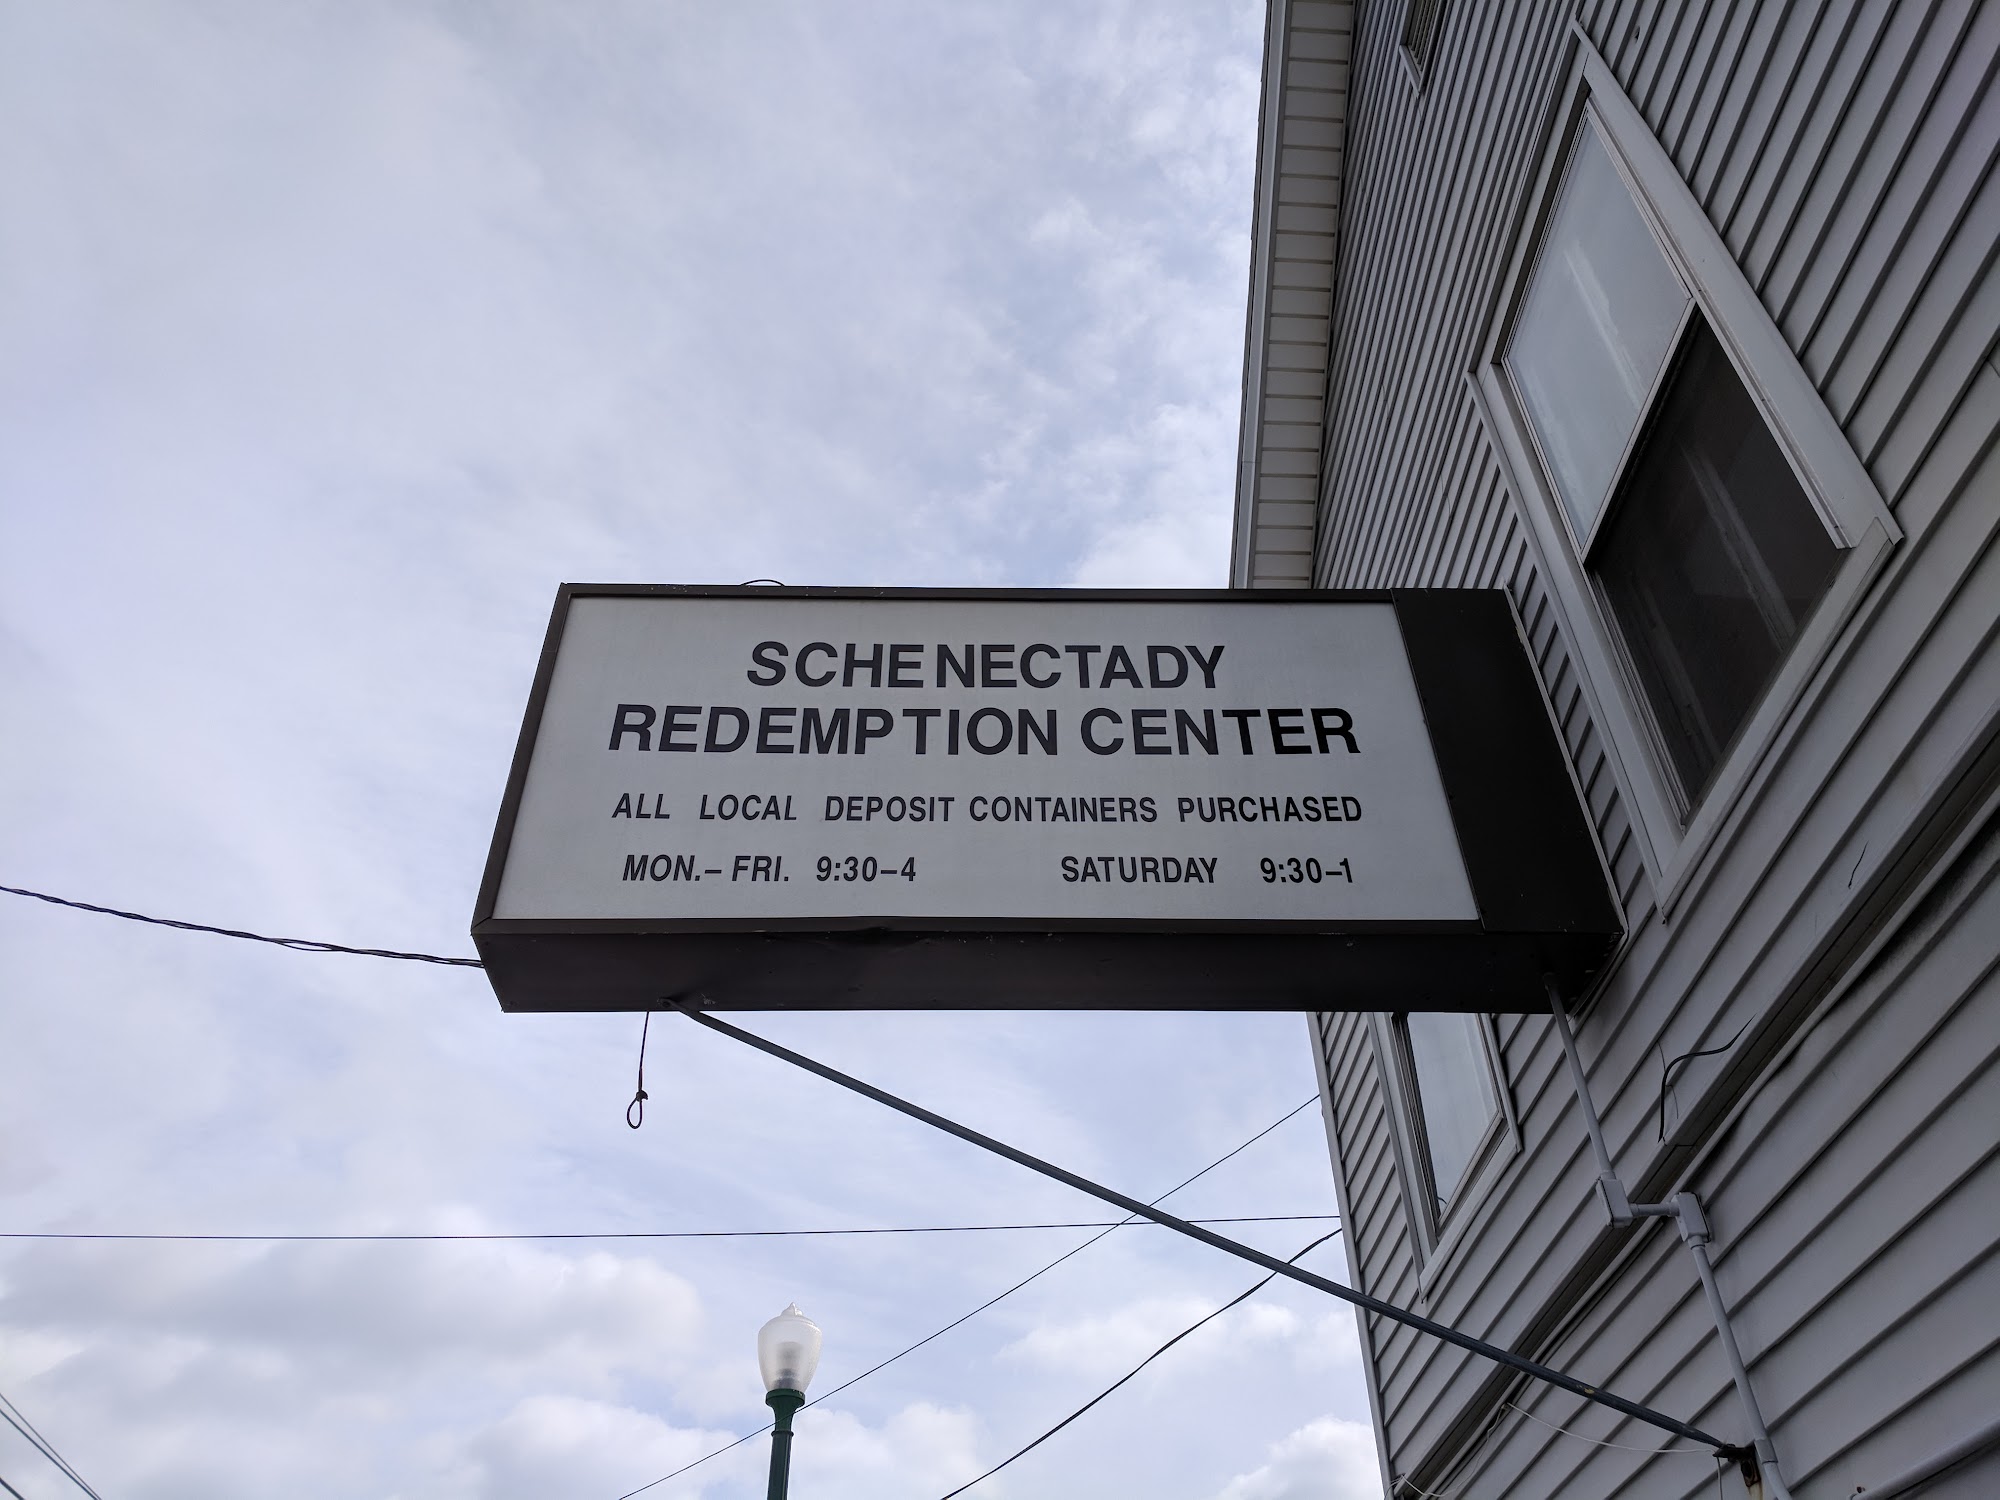 SCHENECTADY
REDEMPTION CENTER
ALL LOCAL DEPOSIT CONTAINERS PURCHASED
MON.– FRI. 9:30–4 SATURDAY 9:30–1